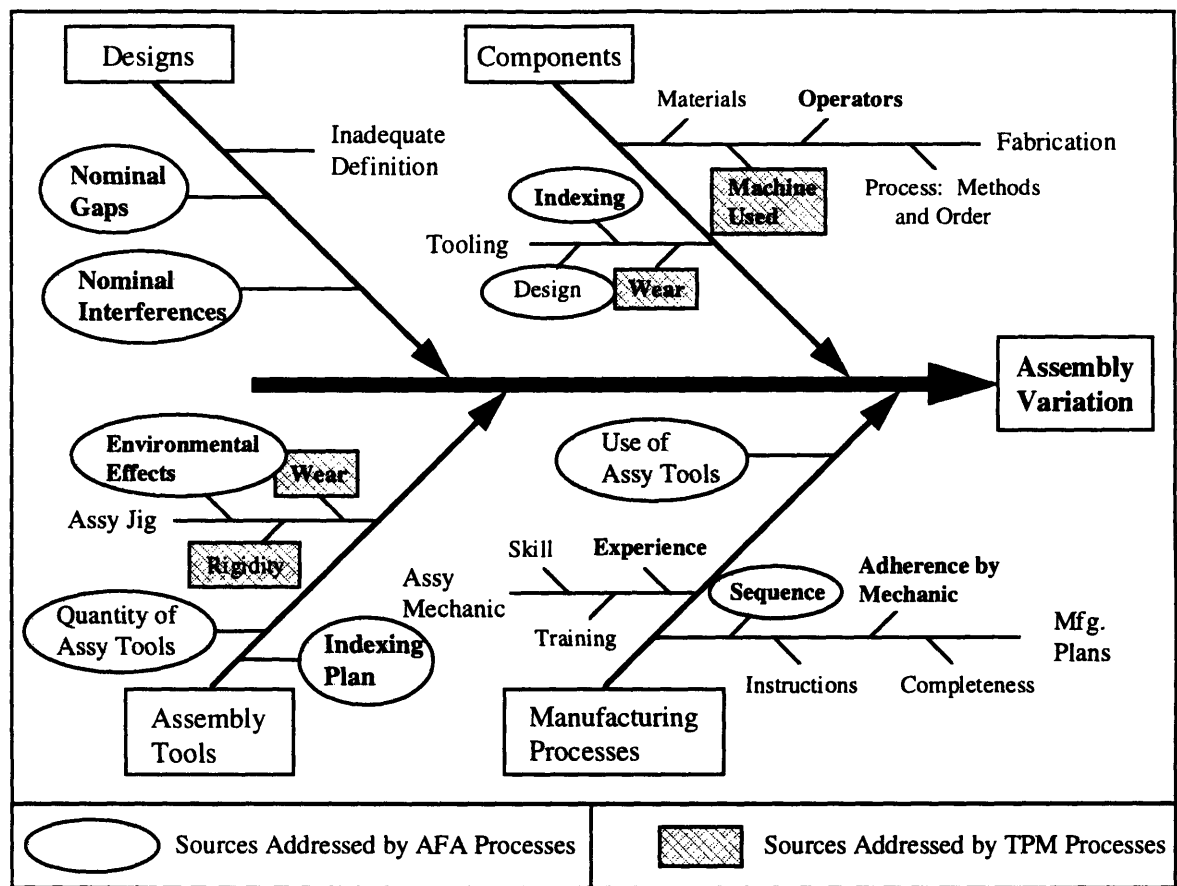 Designs
Components
Materials
Operators
Inadequate
Definition
Fabrication
Nominal
Gaps
Indexing
Machine
Used
Process: Methods
and Order
Tooling
Nominal
Interferences
Design
Wear
Assembly
Variation
Environmental
Effects
Wear
Use of
Assy Tools
Assy Jig
Rigidity
Skill
Experience
Assy
Mechanic
Sequence
Adherence by
Mechanic
Quantity of
Assy Tools
Training
Indexing
Plan
Mfg.
Plans
Instructions
Completeness
Assembly
Tools
Manufacturing
Processes
Sources Addressed by AFA Processes
Sources Addressed by TPM Processes